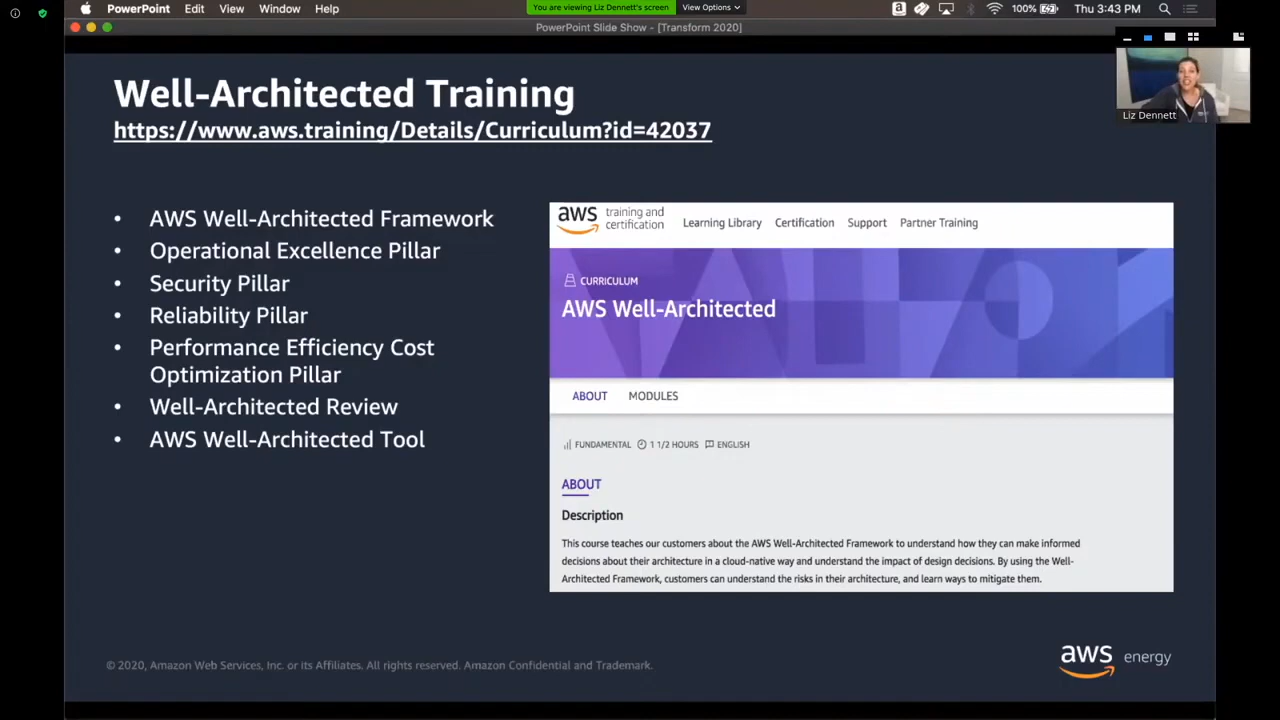 PowerPoint Edit View Window Help
You are viewing Liz Dennett's screen View Options
100% Thu 3:43 PM
PowerPoint Slide Show - [Transform 2020]
Liz Dennett
Well-Architected Training
https://www.aws.training/Details/Curriculum?id=42037
• AWS Well-Architected Framework
• Operational Excellence Pillar
• Security Pillar
• Reliability Pillar
• Performance Efficiency Cost
Optimization Pillar
• Well-Architected Review
• AWS Well-Architected Tool
aws training and
certification
Learning Library Certification Support Partner Training
CURRICULUM
AWS Well-Architected
ABOUT MODULES
FUNDAMENTAL 1 1/2 HOURS ENGLISH
ABOUT
Description
This course teaches our customers about the AWS Well-Architected Framework to understand how they can make informed
decisions about their architecture in a cloud-native way and understand the impact of design decisions. By using the Well-
Architected Framework, customers can understand the risks in their architecture, and learn ways to mitigate them.
© 2020, Amazon Web Services, Inc. or its Affiliates. All rights reserved. Amazon Confidential and Trademark.
aws energy